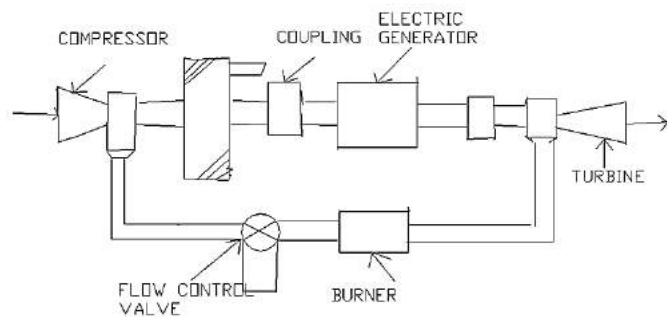 COMPRESSOR
COUPLING
ELECTRIC
GENERATOR
TURBINE
FLOW CONTROL
VALVE
BURNER